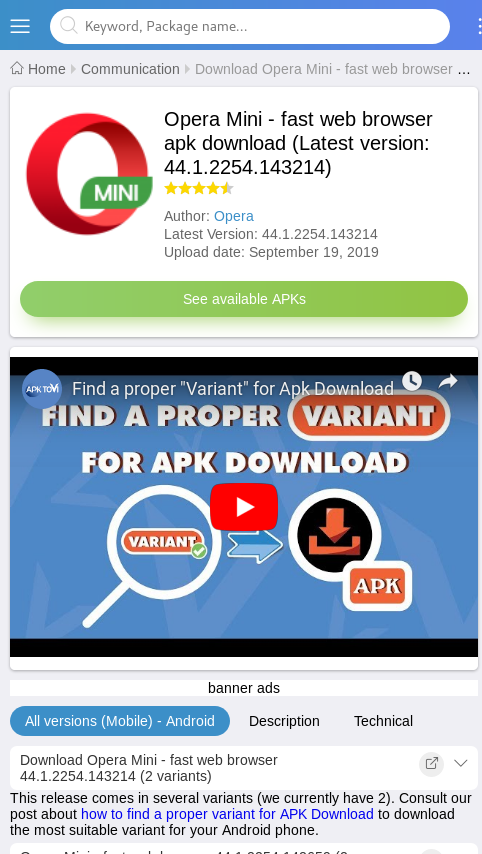 Keyword, Package name...
Home Communication Download Opera Mini - fast web browser ...
MINI
Opera Mini - fast web browser
apk download (Latest version:
44.1.2254.143214)
Author: Opera
Latest Version: 44.1.2254.143214
Upload date: September 19, 2019
See available APKs
APK TOVI
Find a proper "Variant" for Apk Download
FIND A PROPER VARIANT
FOR APK DOWNLOAD
VARIANT
APK
banner ads
All versions (Mobile) - Android Description Technical
Download Opera Mini - fast web browser
44.1.2254.143214 (2 variants)
This release comes in several variants (we currently have 2). Consult our
post about how to find a proper variant for APK Download to download
the most suitable variant for your Android phone.